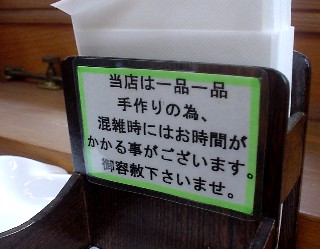 当店は一品一品
手作りの為、
混雑時にはお時間が
かかる事がございます。
御容赦下さいませ。